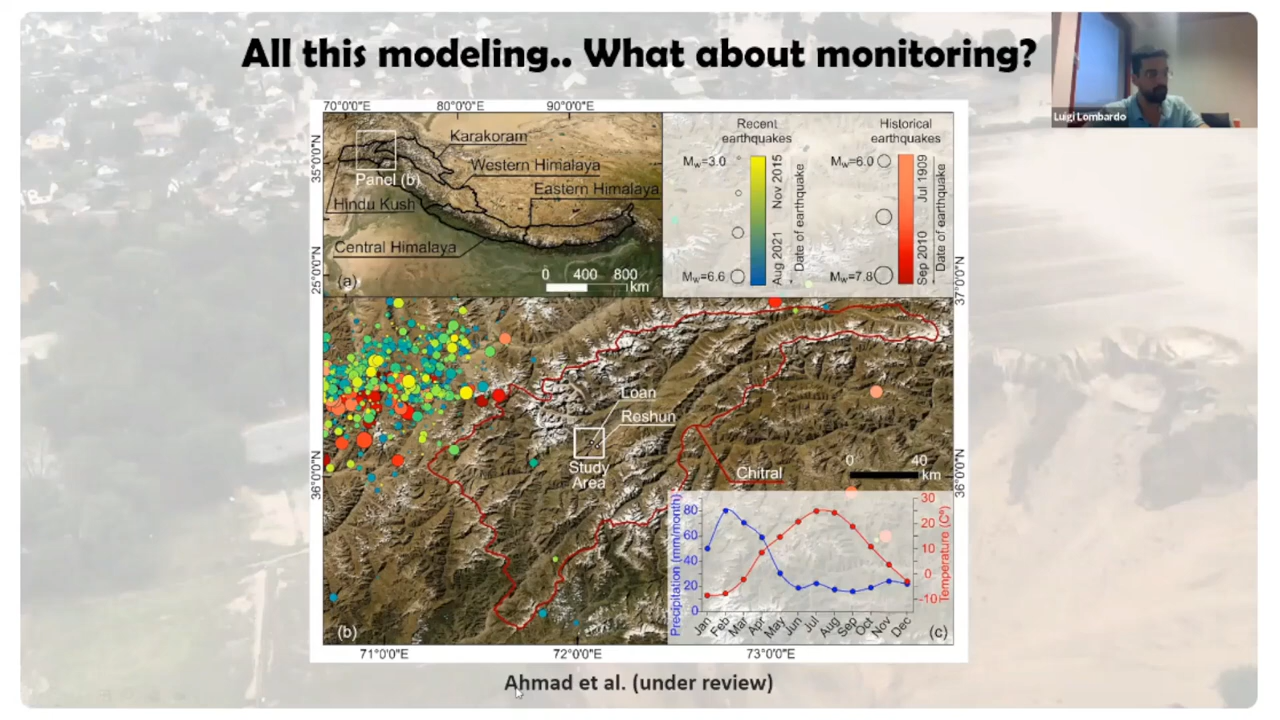 All this modeling.. What about monitoring?
Luigi Lombardo
70°0'0"E
80°0'0"E
90°0'0"E
35°0'0"N
25°0'0"N
Karakoram
Western Himalaya
Panel (b)
Eastern Himalaya
Hindu Kush
Central Himalaya
(a)
0 400 800
km
Recent
earthquakes
Mw=3.0
Mw=6.6
Nov 2015
Aug 2021
Date of earthquake
Historical
earthquakes
Mw=6.0
Mw=7.8
Jul 1909
Sep 2010
Date of earthquake
37°0'0"N
36°0'0"N
36°0'0"N
Loan
Reshun
Study
Area
Chitral
0 40
km
(b)
Precipitation (mm/month)
80
60
40
20
0
30
20
10
0
-10
Temperature (C°)
Jan Feb Mar Apr May Jun Jul Aug Sep Oct Nov Dec
(c)
71°0'0"E
72°0'0"E
73°0'0"E
Ahmad et al. (under review)